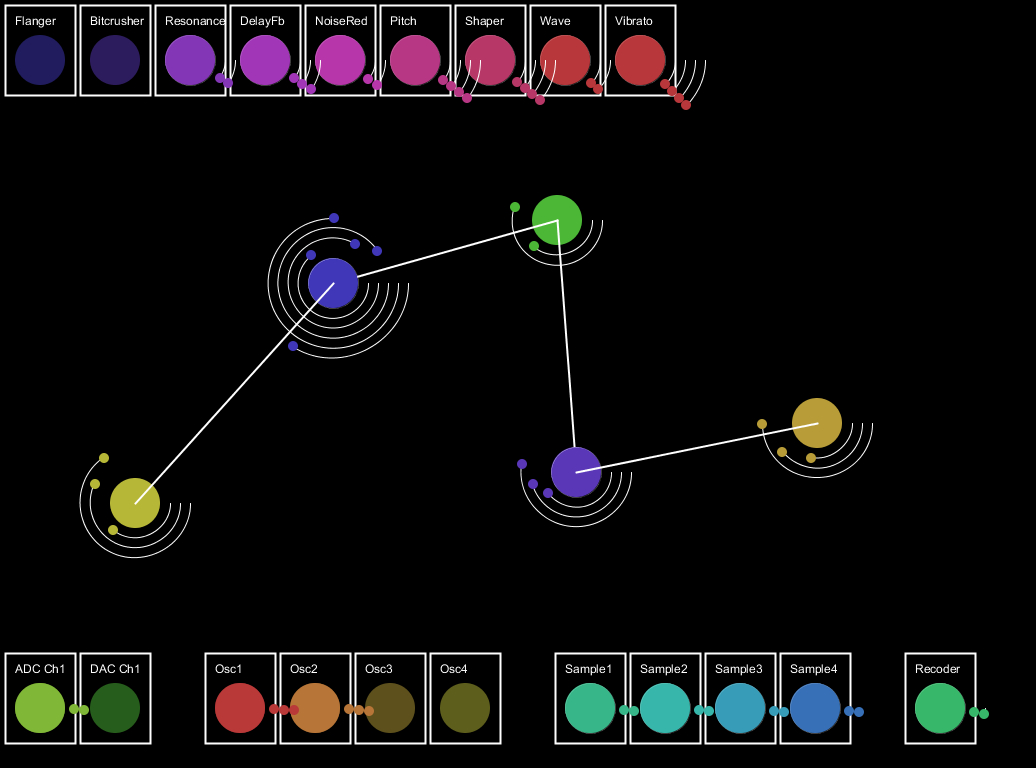 Flanger
Bitcrusher
Resonance
DelayFb
NoiseRed
Pitch
Shaper
Wave
Vibrato
ADC Ch1
DAC Ch1
Osc1
Osc2
Osc3
Osc4
Sample1
Sample2
Sample3
Sample4
Recoder